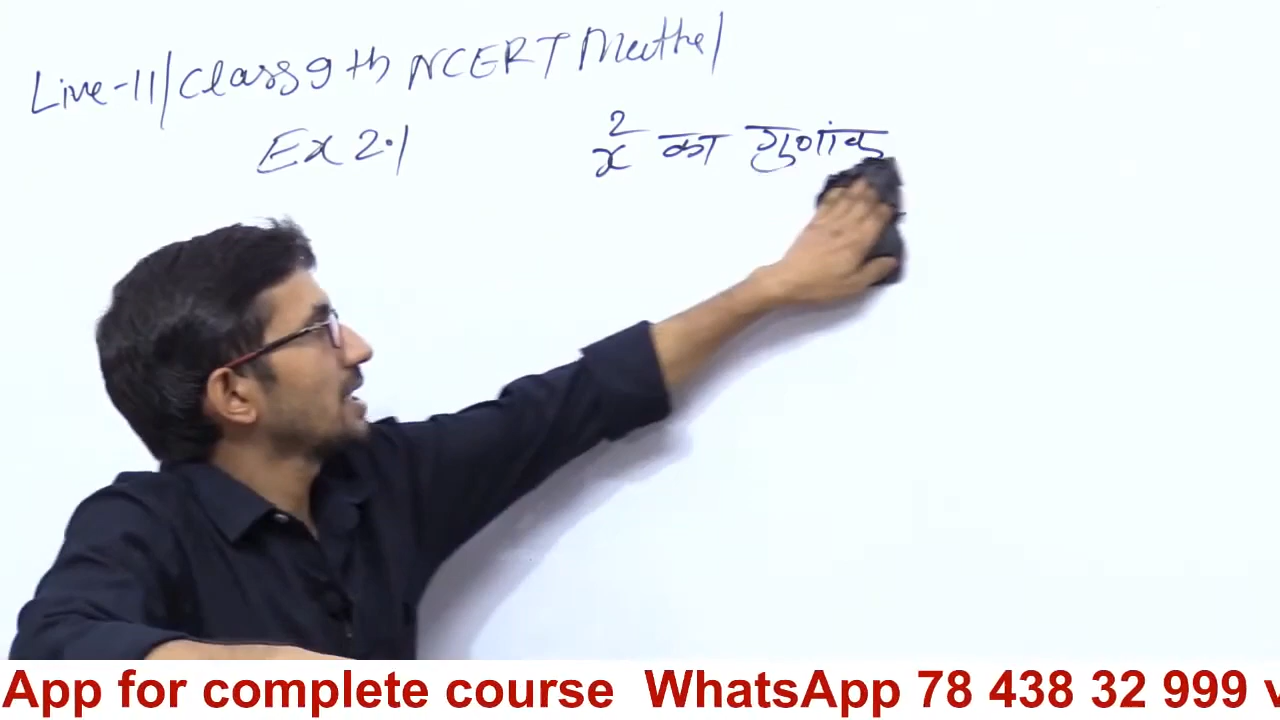 Live-11/Class 9th NCERT Maths/
Ex 2.1
x² का गुणांक
App for complete course WhatsApp 78 438 32 999 v